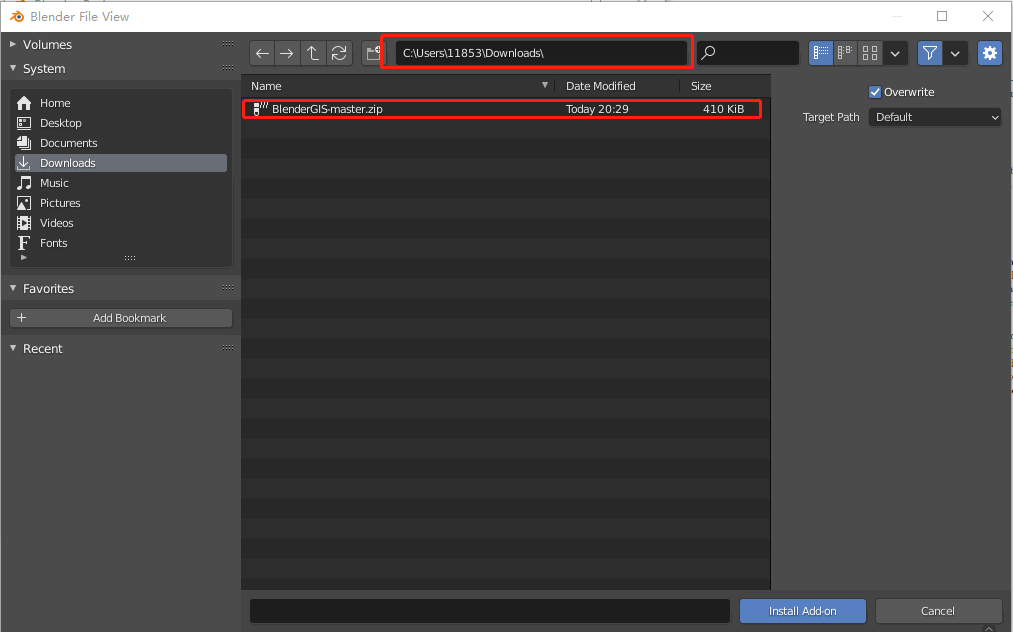 Blender File View
Volumes
System
Home
Desktop
Documents
Downloads
Music
Pictures
Videos
Fonts
Favorites
Add Bookmark
Recent
C:\Users\11853\Downloads\
Name Date Modified Size
BlenderGIS-master.zip Today 20:29 410 KiB
Overwrite
Target Path Default
Install Add-on Cancel